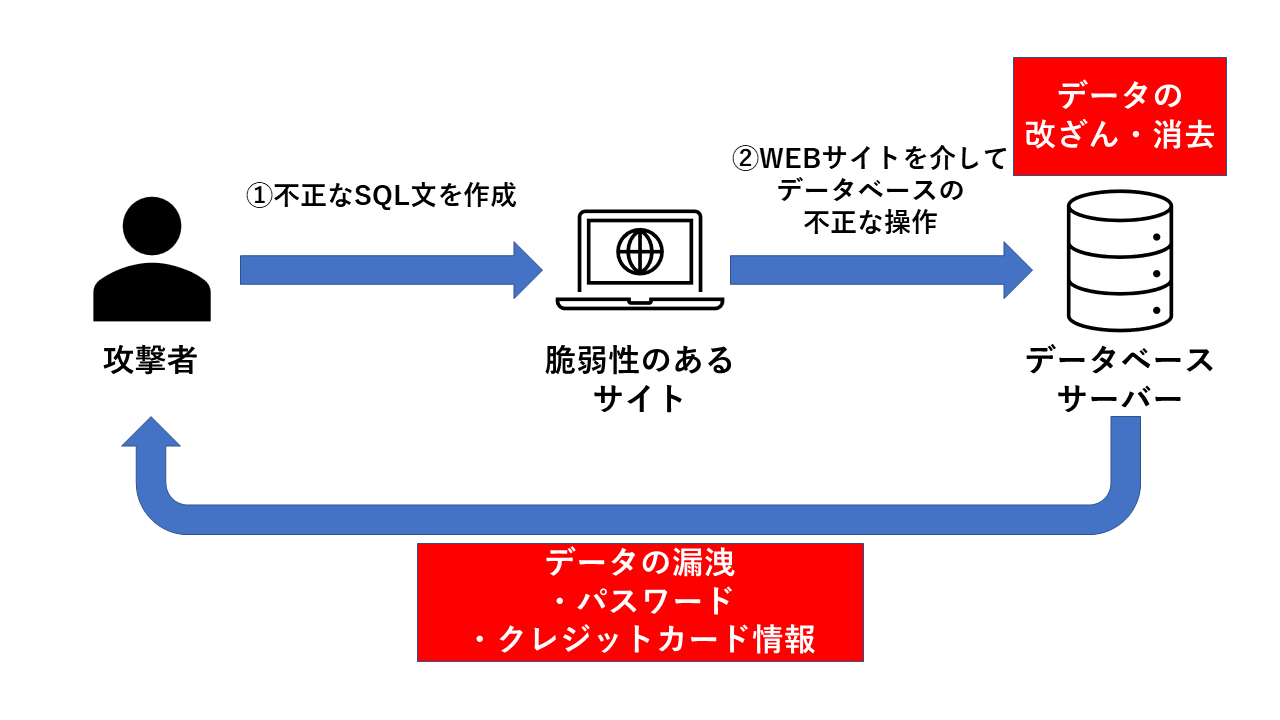 データの
改ざん・消去
②WEBサイトを介して
データベースの
不正な操作
①不正なSQL文を作成
攻撃者
脆弱性のある
サイト
データベース
サーバー
データの漏洩
・パスワード
・クレジットカード情報